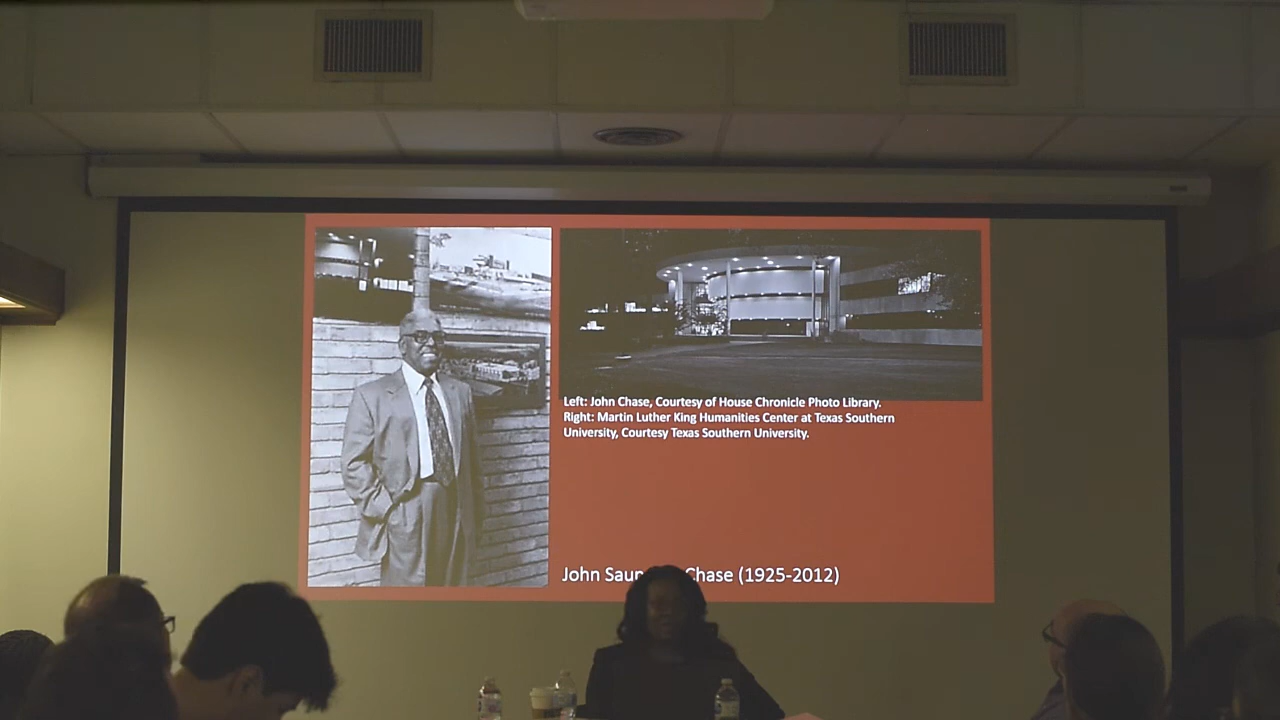 Left: John Chase, Courtesy of House Chronicle Photo Library.
Right: Martin Luther King Humanities Center at Texas Southern
University, Courtesy Texas Southern University.
John Chase (1925-2012)